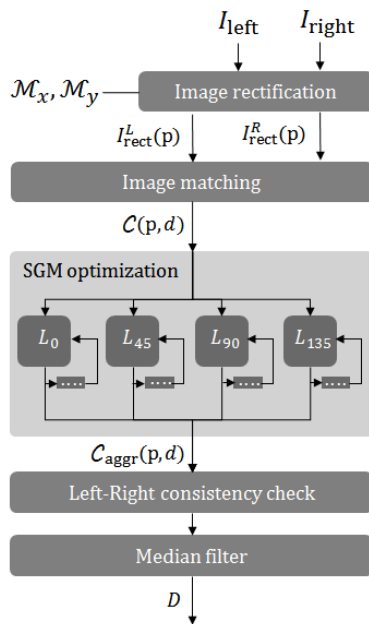 I_left I_right
ℳ_x, ℳ_y Image rectification
I^L_rect(p) I^R_rect(p)
Image matching
𝒞(p,d)
SGM optimization
L_0 L_45 L_90 L_135
.... .... .... ....
𝒞_aggr(p,d)
Left-Right consistency check
Median filter
D